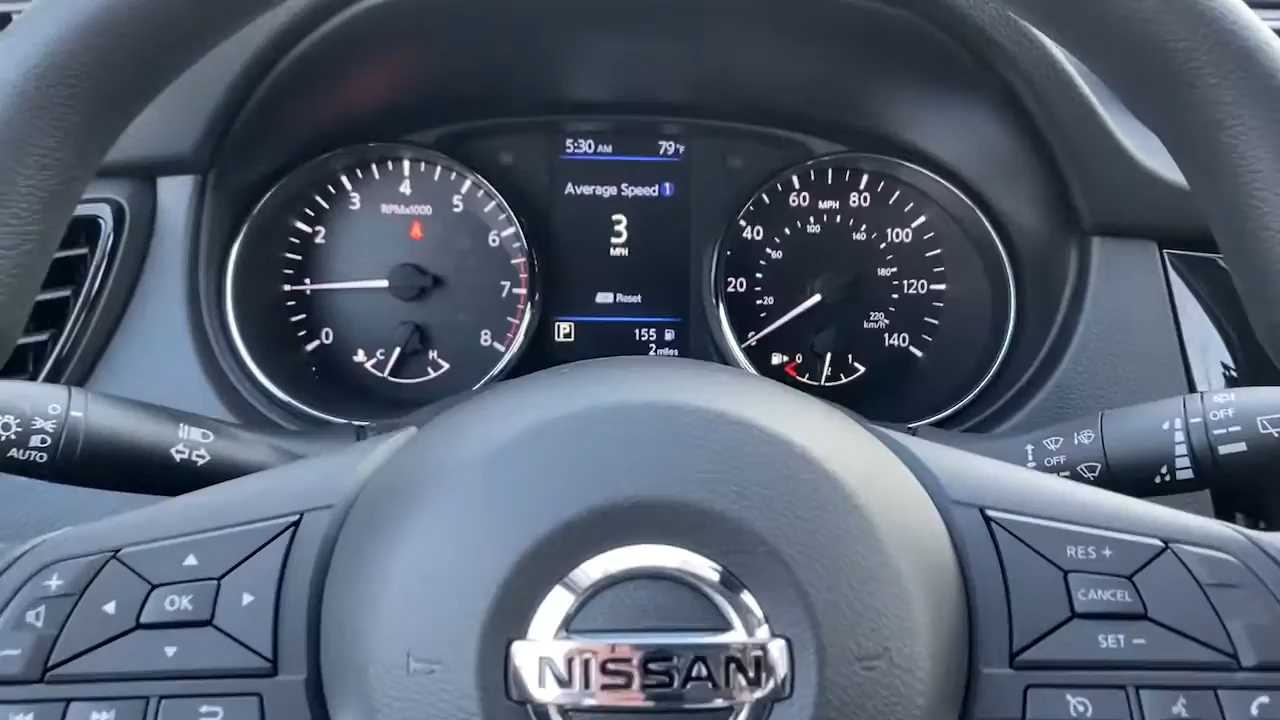 5:30 AM 79°F
Average Speed 1
3
MPH
Reset
P 155
2 miles
0
2
3
4
5
6
7
8
RPMx1000
C H
20
40
60 MPH 80
100
120
140
20
60
100
140
180
220
km/h
0 1
AUTO
OFF
OFF
+
OK
RES +
CANCEL
SET −
NISSAN